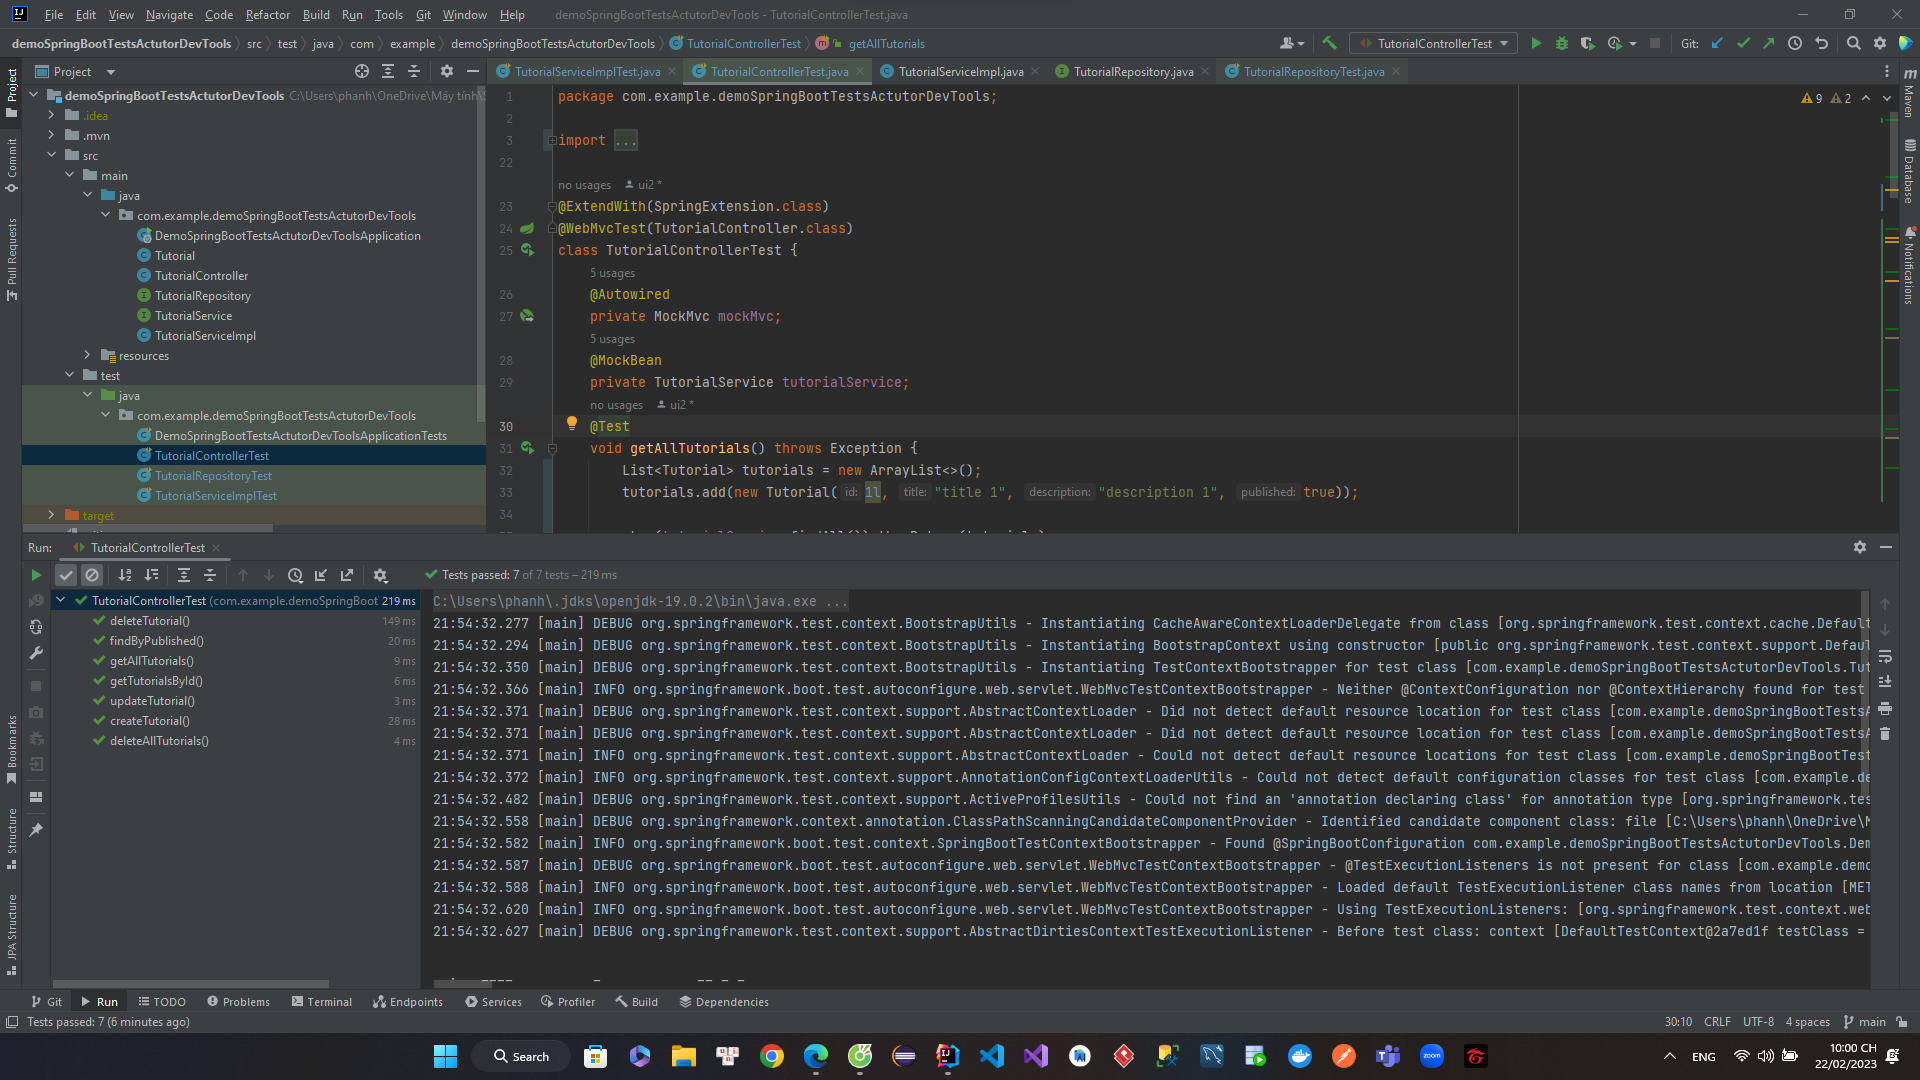 File Edit View Navigate Code Refactor Build Run Tools Git Window Help demoSpringBootTestsActutorDevTools - TutorialControllerTest.java
demoSpringBootTestsActutorDevTools src test java com example demoSpringBootTestsActutorDevTools TutorialControllerTest getAllTutorials TutorialControllerTest Git:
Project
TutorialServiceImplTest.java TutorialControllerTest.java TutorialServiceImpl.java TutorialRepository.java TutorialRepositoryTest.java
demoSpringBootTestsActutorDevTools C:\Users\phanh\OneDrive\Máy tính\
.idea
.mvn
src
main
java
com.example.demoSpringBootTestsActutorDevTools
DemoSpringBootTestsActutorDevToolsApplication
Tutorial
TutorialController
TutorialRepository
TutorialService
TutorialServiceImpl
resources
test
java
com.example.demoSpringBootTestsActutorDevTools
DemoSpringBootTestsActutorDevToolsApplicationTests
TutorialControllerTest
TutorialRepositoryTest
TutorialServiceImplTest
target
Project
Commit
Pull Requests
Bookmarks
Structure
JPA Structure
1 package com.example.demoSpringBootTestsActutorDevTools;
2
3 import ...
22
no usages ui2 *
23 @ExtendWith(SpringExtension.class)
24 @WebMvcTest(TutorialController.class)
25 class TutorialControllerTest {
5 usages
26 @Autowired
27 private MockMvc mockMvc;
5 usages
28 @MockBean
29 private TutorialService tutorialService;
no usages ui2 *
30 @Test
31 void getAllTutorials() throws Exception {
32 List<Tutorial> tutorials = new ArrayList<>();
33 tutorials.add(new Tutorial( id: 1l, title: "title 1", description: "description 1", published: true));
34
9 2
Maven
Database
Notifications
Run: TutorialControllerTest
Tests passed: 7 of 7 tests – 219 ms
TutorialControllerTest (com.example.demoSpringBoot 219 ms
deleteTutorial() 149 ms
findByPublished() 20 ms
getAllTutorials() 9 ms
getTutorialsById() 6 ms
updateTutorial() 3 ms
createTutorial() 28 ms
deleteAllTutorials() 4 ms
C:\Users\phanh\.jdks\openjdk-19.0.2\bin\java.exe ...
21:54:32.277 [main] DEBUG org.springframework.test.context.BootstrapUtils - Instantiating CacheAwareContextLoaderDelegate from class [org.springframework.test.context.cache.Default
21:54:32.294 [main] DEBUG org.springframework.test.context.BootstrapUtils - Instantiating BootstrapContext using constructor [public org.springframework.test.context.support.Defaul
21:54:32.350 [main] DEBUG org.springframework.test.context.BootstrapUtils - Instantiating TestContextBootstrapper for test class [com.example.demoSpringBootTestsActutorDevTools.Tut
21:54:32.366 [main] INFO org.springframework.boot.test.autoconfigure.web.servlet.WebMvcTestContextBootstrapper - Neither @ContextConfiguration nor @ContextHierarchy found for test
21:54:32.371 [main] DEBUG org.springframework.test.context.support.AbstractContextLoader - Did not detect default resource location for test class [com.example.demoSpringBootTestsA
21:54:32.371 [main] DEBUG org.springframework.test.context.support.AbstractContextLoader - Did not detect default resource location for test class [com.example.demoSpringBootTestsA
21:54:32.371 [main] INFO org.springframework.test.context.support.AbstractContextLoader - Could not detect default resource locations for test class [com.example.demoSpringBootTest
21:54:32.372 [main] INFO org.springframework.test.context.support.AnnotationConfigContextLoaderUtils - Could not detect default configuration classes for test class [com.example.de
21:54:32.482 [main] DEBUG org.springframework.test.context.support.ActiveProfilesUtils - Could not find an 'annotation declaring class' for annotation type [org.springframework.tes
21:54:32.558 [main] DEBUG org.springframework.context.annotation.ClassPathScanningCandidateComponentProvider - Identified candidate component class: file [C:\Users\phanh\OneDrive\M
21:54:32.582 [main] INFO org.springframework.boot.test.context.SpringBootTestContextBootstrapper - Found @SpringBootConfiguration com.example.demoSpringBootTestsActutorDevTools.Dem
21:54:32.587 [main] DEBUG org.springframework.boot.test.autoconfigure.web.servlet.WebMvcTestContextBootstrapper - @TestExecutionListeners is not present for class [com.example.demo
21:54:32.588 [main] INFO org.springframework.boot.test.autoconfigure.web.servlet.WebMvcTestContextBootstrapper - Loaded default TestExecutionListener class names from location [MET
21:54:32.620 [main] INFO org.springframework.boot.test.autoconfigure.web.servlet.WebMvcTestContextBootstrapper - Using TestExecutionListeners: [org.springframework.test.context.web
21:54:32.627 [main] DEBUG org.springframework.test.context.support.AbstractDirtiesContextTestExecutionListener - Before test class: context [DefaultTestContext@2a7ed1f testClass =
Git Run TODO Problems Terminal Endpoints Services Profiler Build Dependencies
Tests passed: 7 (6 minutes ago) 30:10 CRLF UTF-8 4 spaces main
Search zoom ENG 10:00 CH
22/02/2023